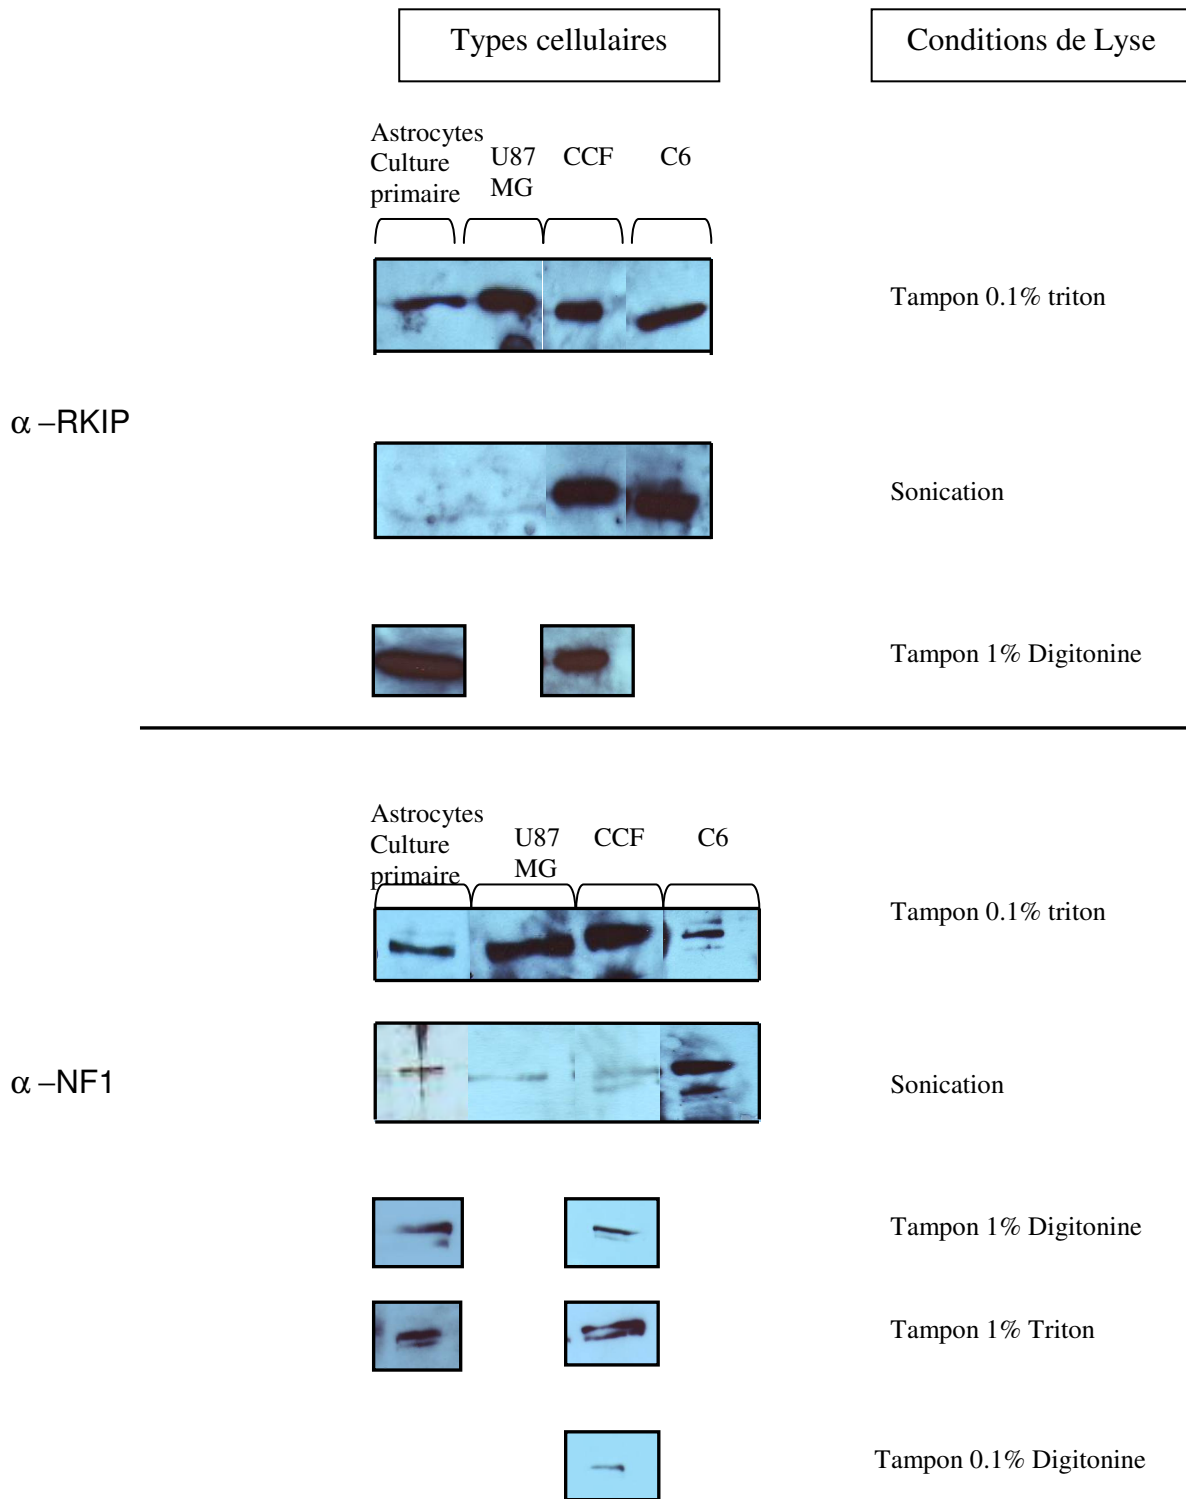 Types cellulaires
Conditions de Lyse
Astrocytes
Culture
primaire
U87
MG
CCF
C6
Tampon 0.1% triton
α –RKIP
Sonication
Tampon 1% Digitonine
Astrocytes
Culture
primaire
U87
MG
CCF
C6
Tampon 0.1% triton
α –NF1
Sonication
Tampon 1% Digitonine
Tampon 1% Triton
Tampon 0.1% Digitonine